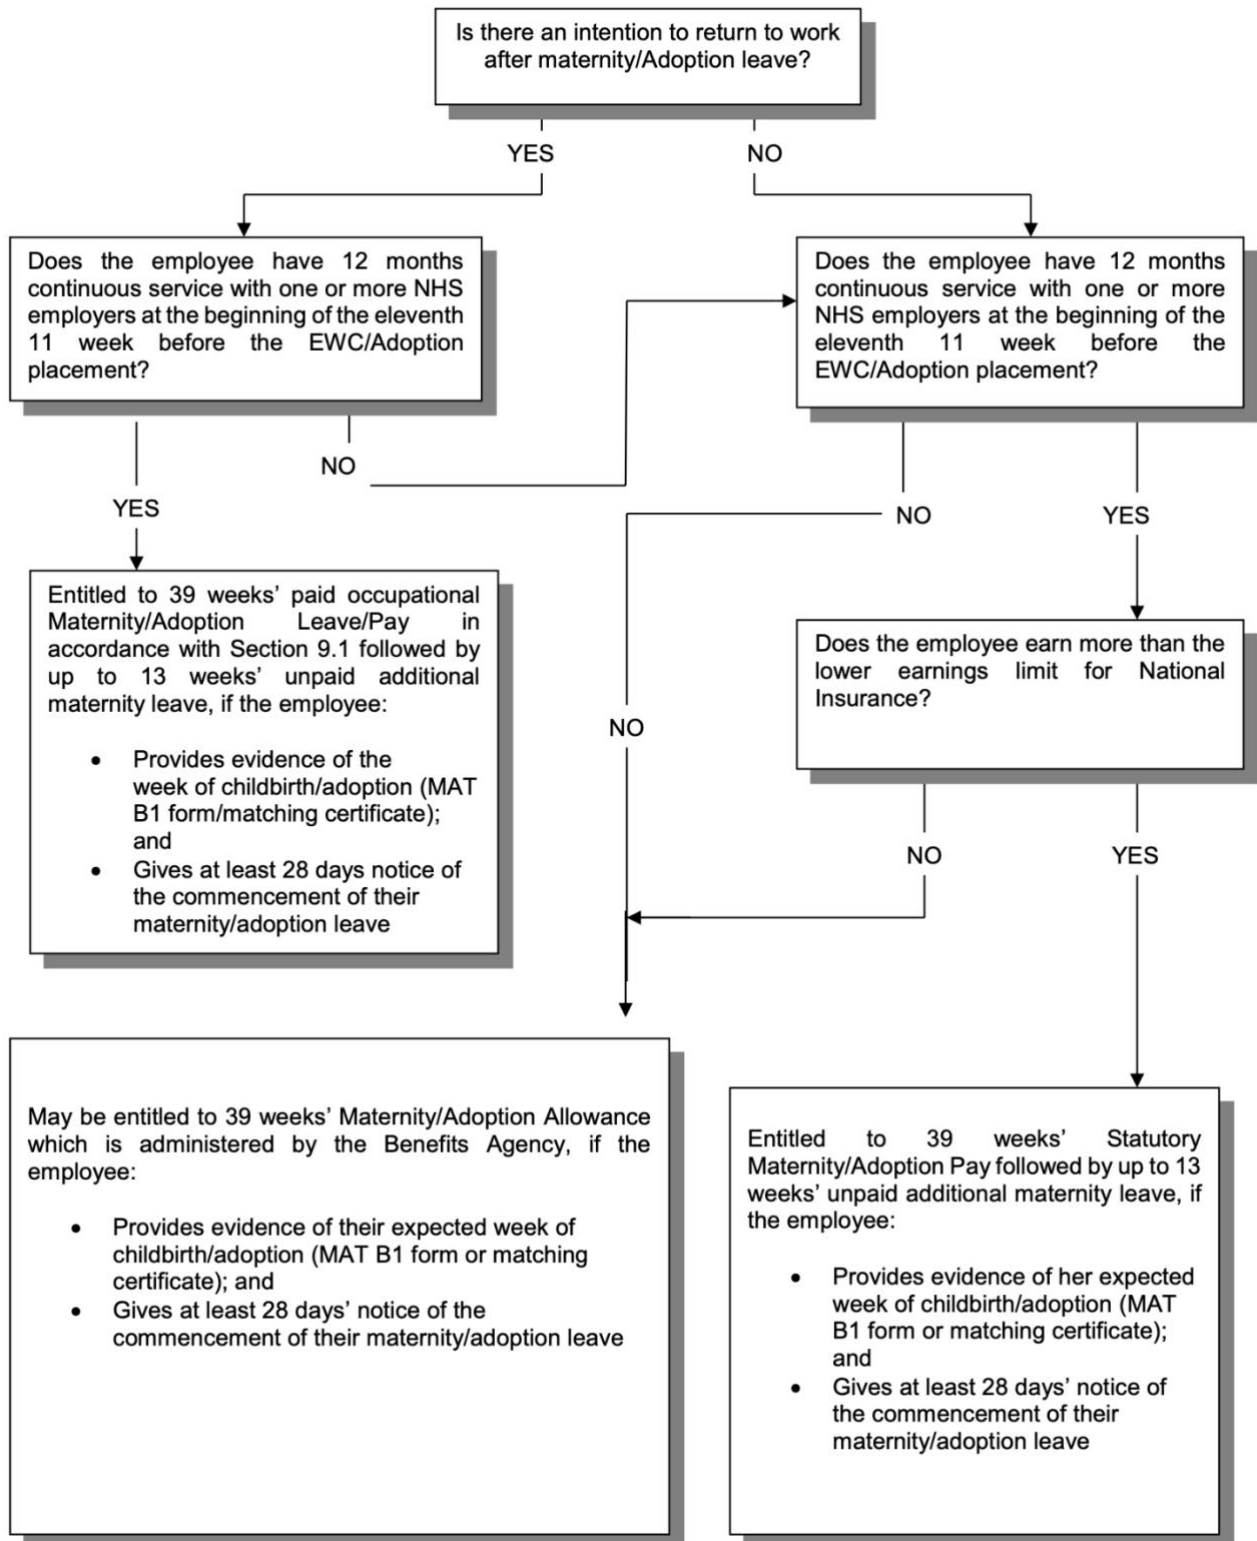 Is there an intention to return to work
after maternity/Adoption leave?
YES
NO
Does the employee have 12 months
continuous service with one or more NHS
employers at the beginning of the eleventh
11 week before the EWC/Adoption
placement?
Does the employee have 12 months
continuous service with one or more
NHS employers at the beginning of the
eleventh 11 week before the
EWC/Adoption placement?
NO
YES
NO
YES
Entitled to 39 weeks’ paid occupational
Maternity/Adoption Leave/Pay in
accordance with Section 9.1 followed by
up to 13 weeks’ unpaid additional
maternity leave, if the employee:
• Provides evidence of the
week of childbirth/adoption (MAT
B1 form/matching certificate);
and
• Gives at least 28 days notice of
the commencement of their
maternity/adoption leave
Does the employee earn more than the
lower earnings limit for National
Insurance?
NO
NO
YES
May be entitled to 39 weeks’ Maternity/Adoption Allowance
which is administered by the Benefits Agency, if the
employee:
• Provides evidence of their expected week of
childbirth/adoption (MAT B1 form or matching
certificate); and
• Gives at least 28 days’ notice of the
commencement of their maternity/adoption leave
Entitled to 39 weeks’ Statutory
Maternity/Adoption Pay followed by up to 13
weeks’ unpaid additional maternity leave, if
the employee:
• Provides evidence of her expected
week of childbirth/adoption (MAT
B1 form or matching certificate);
and
• Gives at least 28 days’ notice of
the commencement of their
maternity/adoption leave